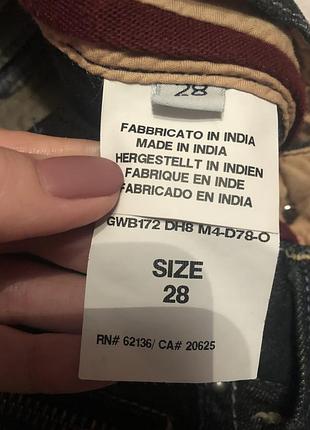 28
FABBRICATO IN INDIA
MADE IN INDIA
HERGESTELLT IN INDIEN
FABRIQUE EN INDE
FABRICADO EN INDIA
GWB172 DH8 M4-D78-O
SIZE
28
RN# 62136/ CA# 20625